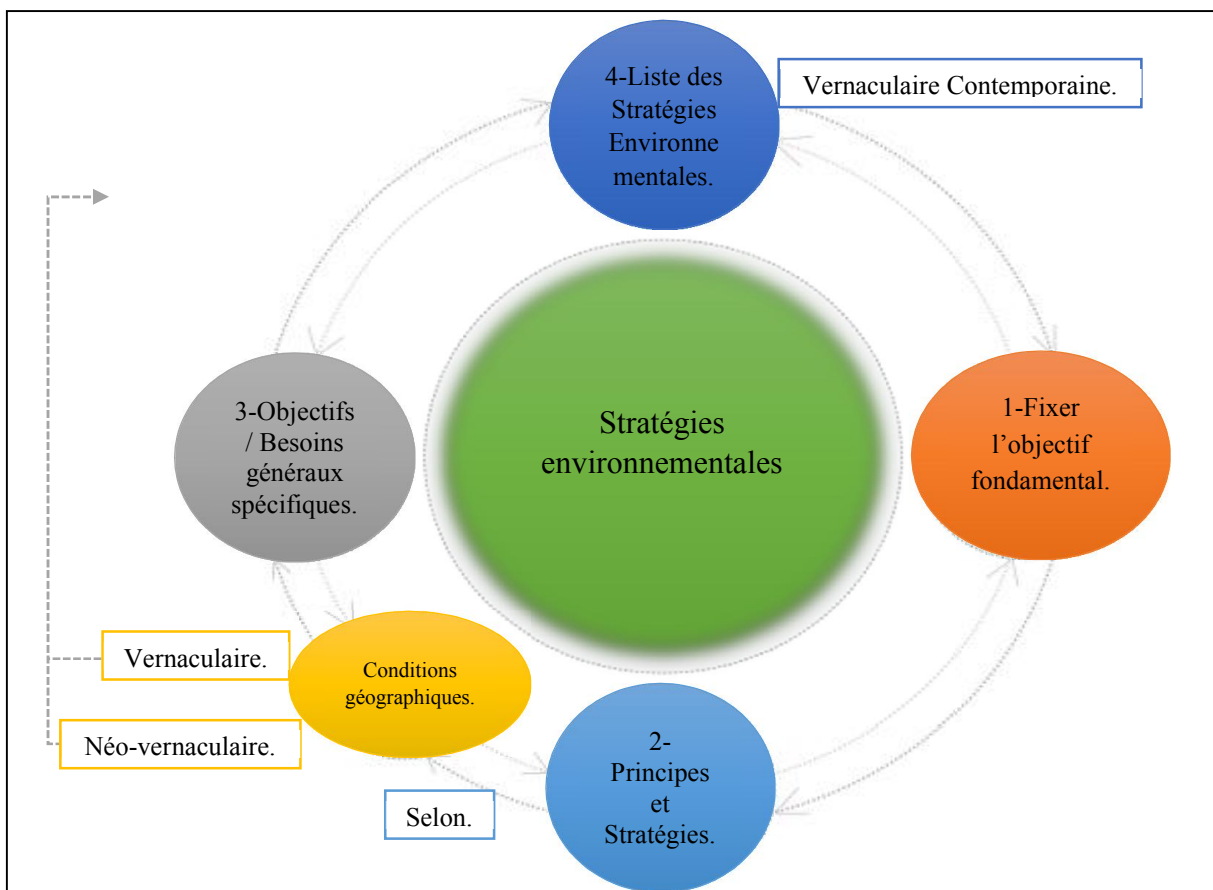 4-Liste des
Stratégies
Environne
mentales.
Vernaculaire Contemporaine.
3-Objectifs
/ Besoins
généraux
spécifiques.
Stratégies
environnementales
1-Fixer
l’objectif
fondamental.
Vernaculaire.
Conditions
géographiques.
Néo-vernaculaire.
2-
Principes
et
Stratégies.
Selon.